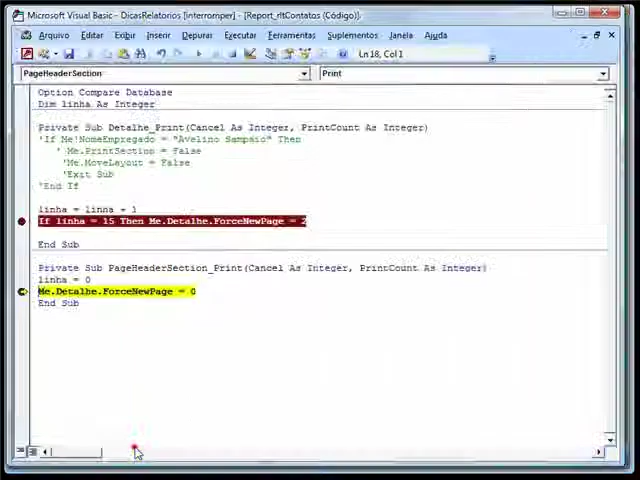 Microsoft Visual Basic - DicasRelatorios [interromper] - [Report_rltContatos (Código)]
Arquivo Editar Exibir Inserir Depurar Executar Ferramentas Suplementos Janela Ajuda
Ln 18, Col 1
PageHeaderSection Print
Option Compare Database
Dim linha As Integer
Private Sub Detalhe_Print(Cancel As Integer, PrintCount As Integer)
'If Me!NomeEmpregado = "Avelino Sampaio" Then
' Me.PrintSection = False
'Me.MoveLayout = False
'Exit Sub
'End If
linha = linha + 1
If linha = 15 Then Me.Detalhe.ForceNewPage = 2
End Sub
Private Sub PageHeaderSection_Print(Cancel As Integer, PrintCount As Integer)
linha = 0
Me.Detalhe.ForceNewPage = 0
End Sub